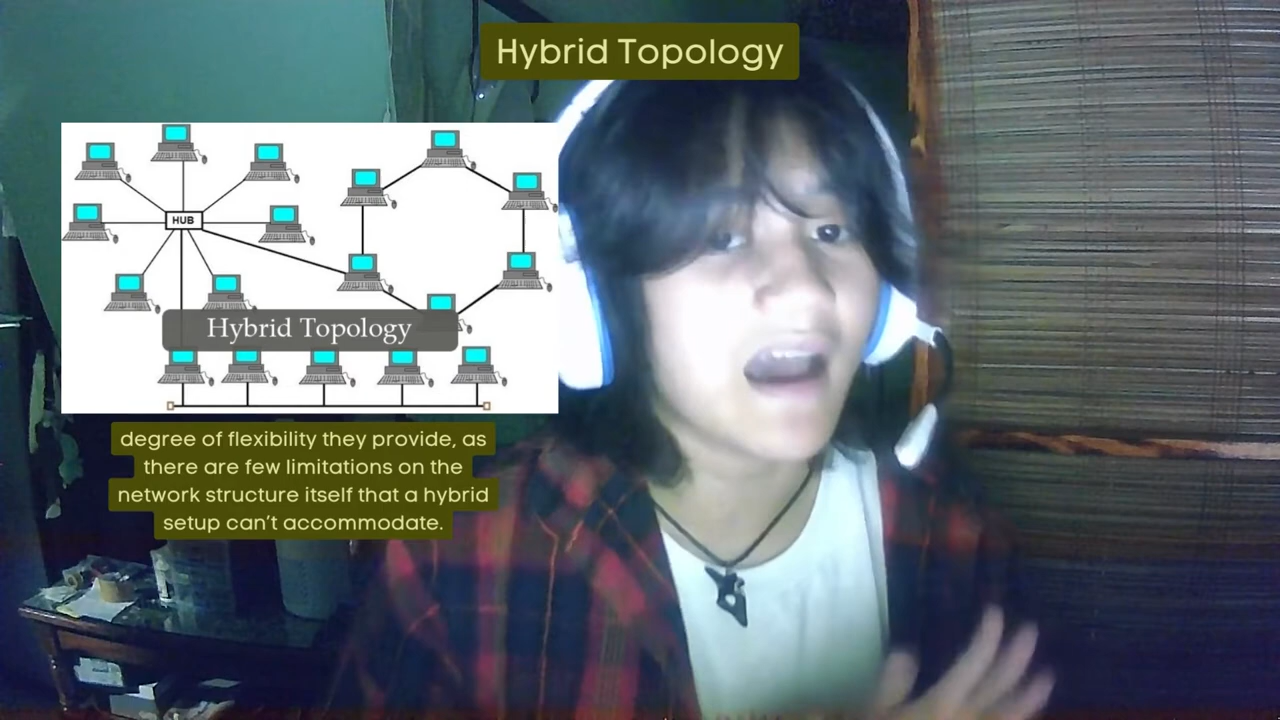 Hybrid Topology
HUB
Hybrid Topology
degree of flexibility they provide, as
there are few limitations on the
network structure itself that a hybrid
setup can’t accommodate.